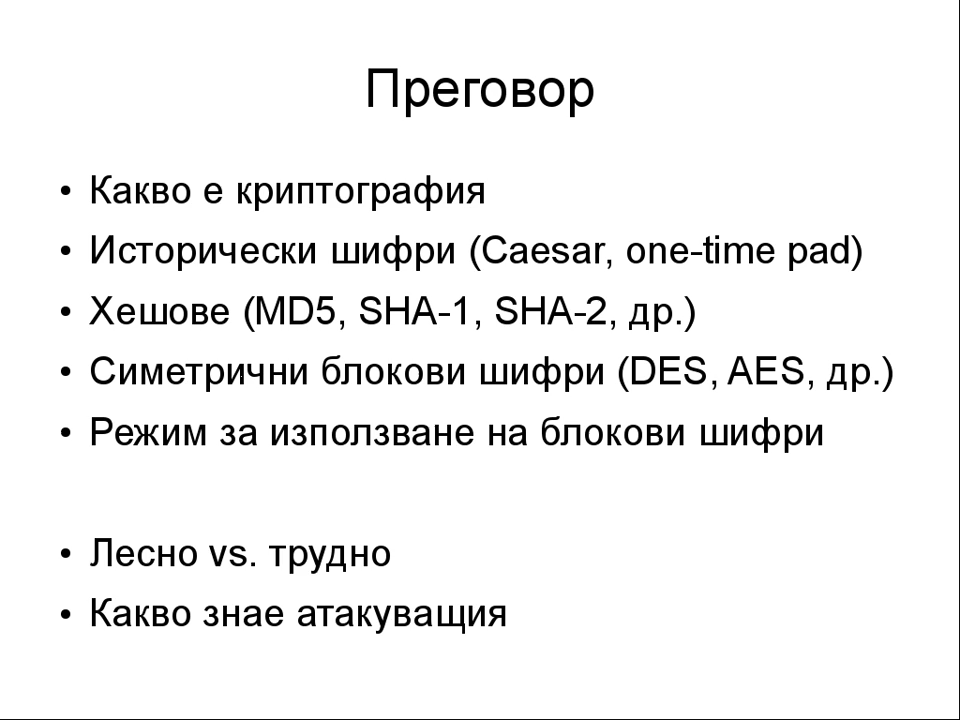 Преговор
• Какво е криптография
• Исторически шифри (Caesar, one-time pad)
• Хешове (MD5, SHA-1, SHA-2, др.)
• Симетрични блокови шифри (DES, AES, др.)
• Режим за използване на блокови шифри
• Лесно vs. трудно
• Какво знае атакуващия